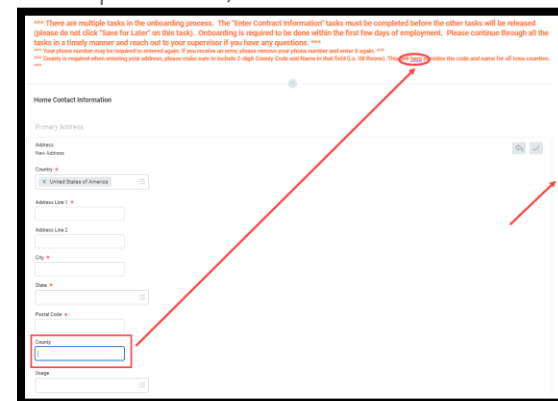 *** There are multiple tasks in the onboarding process. The "Enter Contract Information" tasks must be completed before the other tasks will be released
(please do not click "Save for Later" on this task). Onboarding is required to be done within the first few days of employment. Please continue through all the
tasks in a timely manner and reach out to your supervisor if you have any questions. ***
*** Your phone number may be required to entered again. If you receive an error, please remove your phone number and enter it again. ***
*** County is required when entering your address, please make sure to include 2-digit County Code and Name in that field (i.e. 08 Boone). This link here provides the code and name for all Iowa counties.
***
Home Contact Information
Primary Address
Address
New Address
Country *
× United States of America
Address Line 1 *
Address Line 2
City *
State *
Postal Code *
County
Usage